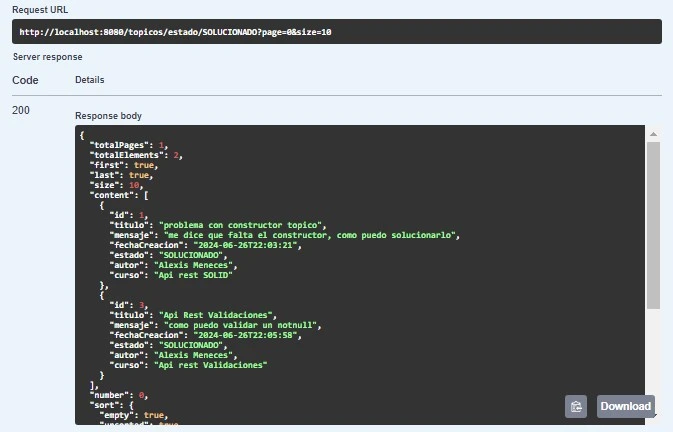 Request URL
http://localhost:8080/topicos/estado/SOLUCIONADO?page=0&size=10
Server response
Code Details
200
Response body
{
"totalPages": 1,
"totalElements": 2,
"first": true,
"last": true,
"size": 10,
"content": [
{
"id": 1,
"titulo": "problema con constructor topico",
"mensaje": "me dice que falta el constructor, como puedo solucionarlo",
"fechaCreacion": "2024-06-26T22:03:21",
"estado": "SOLUCIONADO",
"autor": "Alexis Meneces",
"curso": "Api rest SOLID"
},
{
"id": 3,
"titulo": "Api Rest Validaciones",
"mensaje": "como puedo validar un notnull",
"fechaCreacion": "2024-06-26T22:05:58",
"estado": "SOLUCIONADO",
"autor": "Alexis Meneces",
"curso": "Api rest Validaciones"
}
],
"number": 0,
"sort": {
"empty": true,
"unsorted": true,
Download